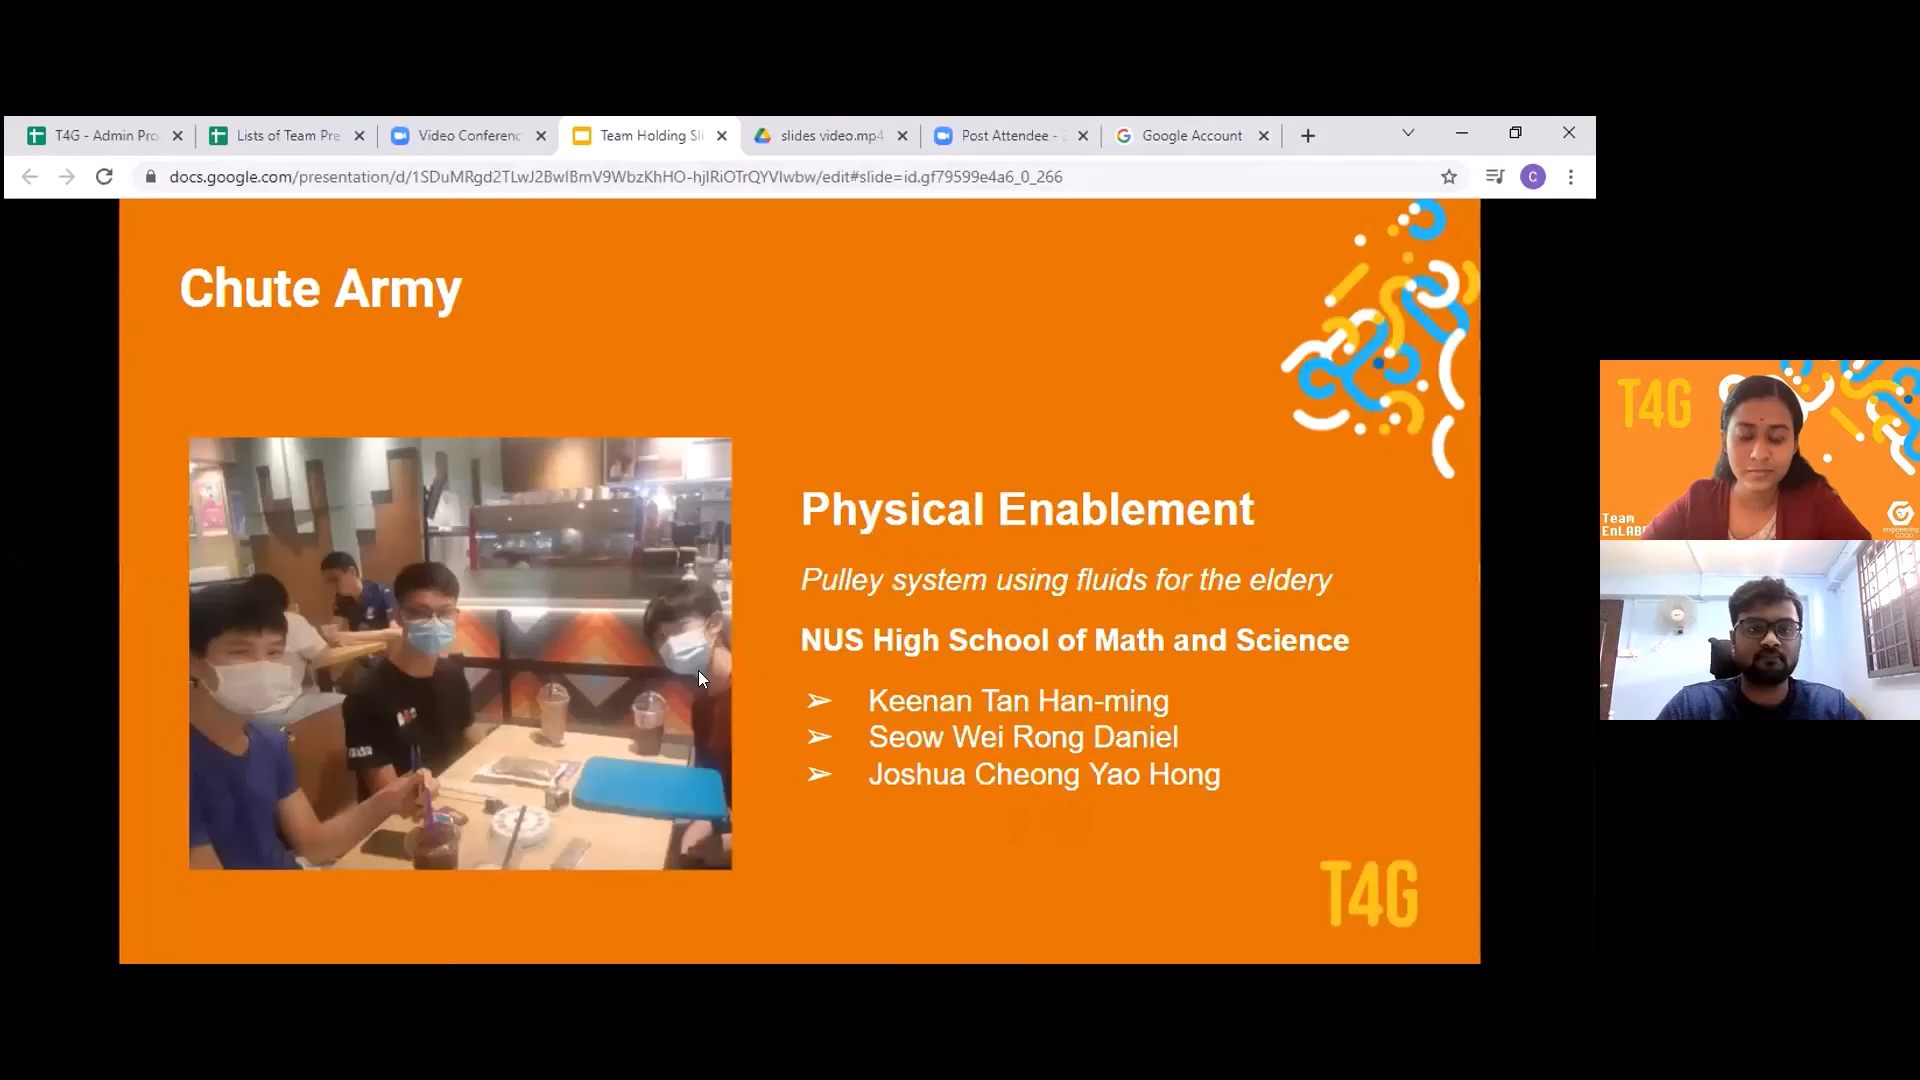 T4G - Admin Pro
Lists of Team Pre
Video Conferenc
Team Holding Sli
slides video.mp4
Post Attendee -
Google Account
docs.google.com/presentation/d/1SDuMRgd2TLwJ2BwIBmV9WbzKhHO-hjlRiOTrQYVlwbw/edit#slide=id.gf79599e4a6_0_266
C
Chute Army
Physical Enablement
Pulley system using fluids for the eldery
NUS High School of Math and Science
➢ Keenan Tan Han-ming
➢ Seow Wei Rong Daniel
➢ Joshua Cheong Yao Hong
T4G
T4G
Team
EnLAB
engineering
GOOD